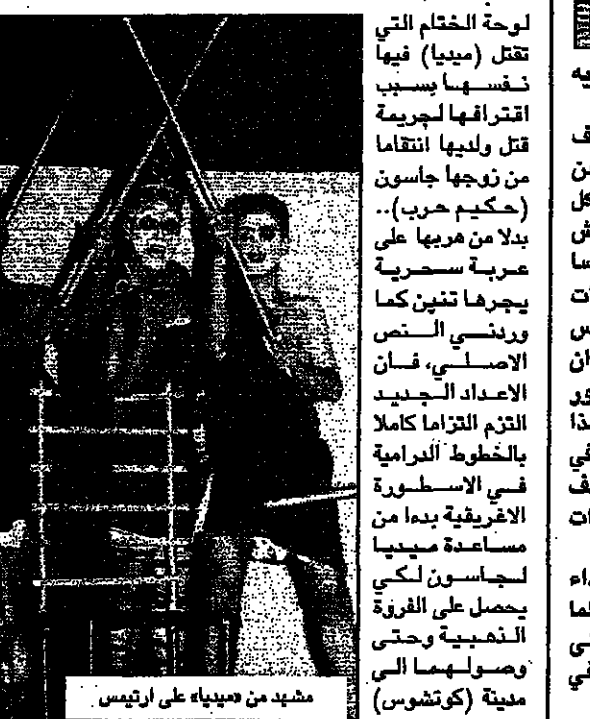 لوحة الختام التي
تقتل (ميديا) فيها
نفسها بسبب
اقترافها لجريمة
قتل ولديها انتقاما
من زوجها جاسون
(حكيم حرب)..
بدلا من هربها على
عربة سحرية
يجرها تنين كما
وردني النص
الاصلي، فان
الاعداد الجديد
التزم التزاما كاملا
بالخطوط الدرامية
في الاسطورة
الاغريقية بدءا من
مساعدة ميديا
لجاسون لكي
يحصل على الفروة
الذهبية وحتى
وصولهما الى
مدينة (كوتشوس)
مشهد من «ميديا» على ارتيمس